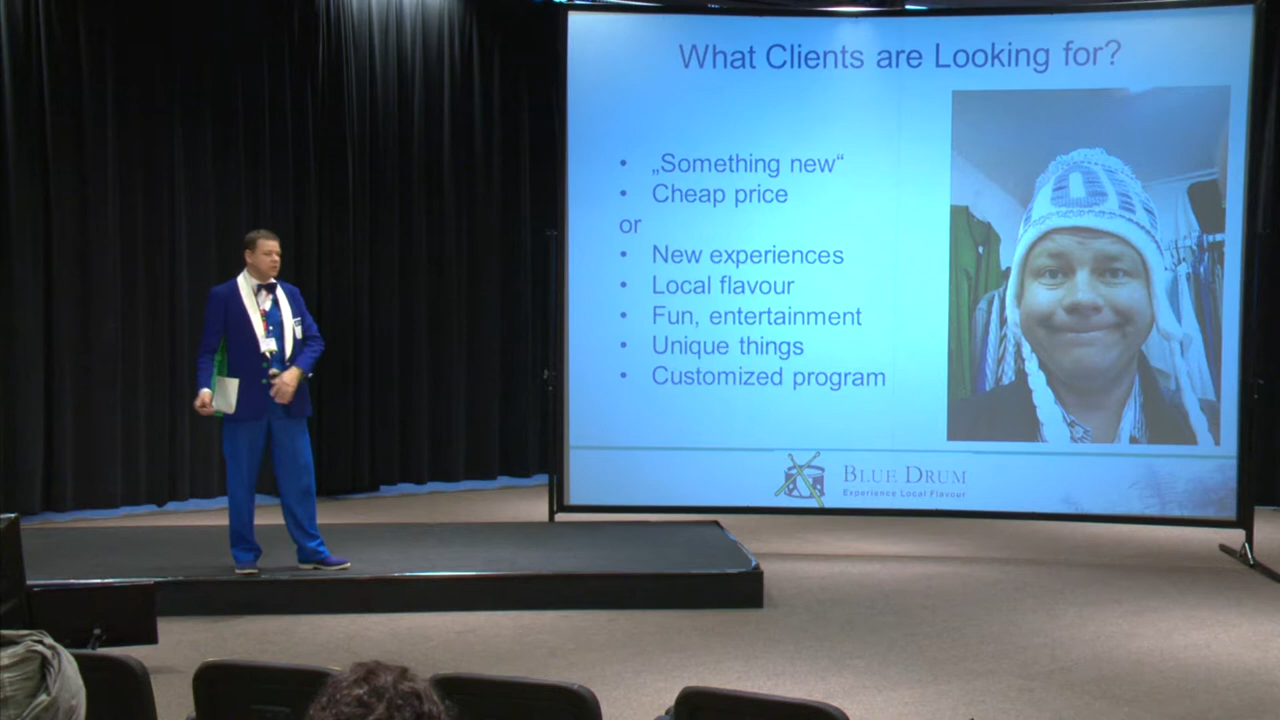 What Clients are Looking for?
• „Something new“
• Cheap price
or
• New experiences
• Local flavour
• Fun, entertainment
• Unique things
• Customized program
BLUE DRUM
Experience Local Flavour